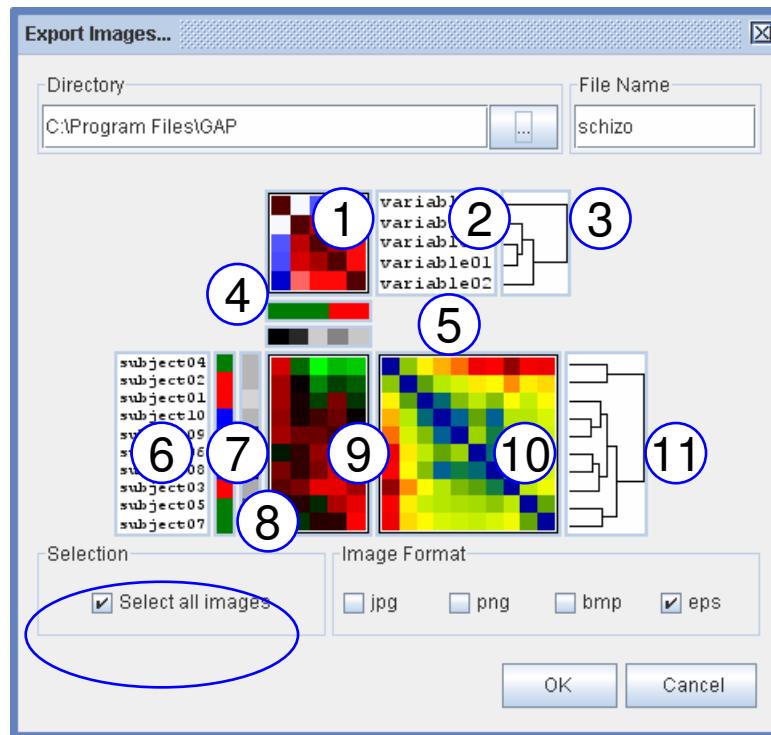 Export Images...
Directory
File Name
C:\Program Files\GAP
...
schizo
1
2
3
variable01
variable02
4
5
subject04
subject02
subject01
subject10
subject03
subject05
subject07
6
7
8
9
10
11
Selection
Image Format
Select all images
jpg
png
bmp
eps
OK
Cancel